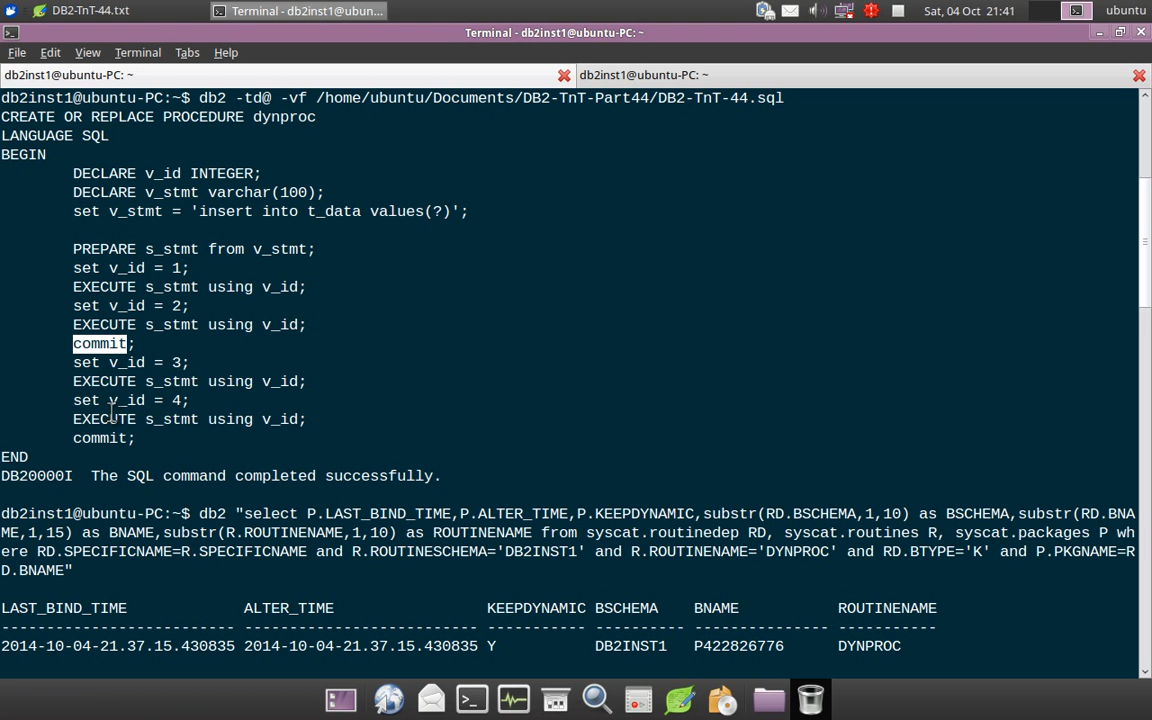 DB2-TnT-44.txt
Terminal - db2inst1@ubun...
Sat, 04 Oct 21:41
ubuntu
Terminal - db2inst1@ubuntu-PC: ~
File Edit View Terminal Tabs Help
db2inst1@ubuntu-PC: ~
db2inst1@ubuntu-PC: ~
db2inst1@ubuntu-PC:~$ db2 -td@ -vf /home/ubuntu/Documents/DB2-TnT-Part44/DB2-TnT-44.sql
CREATE OR REPLACE PROCEDURE dynproc
LANGUAGE SQL
BEGIN
DECLARE v_id INTEGER;
DECLARE v_stmt varchar(100);
set v_stmt = 'insert into t_data values(?)';
PREPARE s_stmt from v_stmt;
set v_id = 1;
EXECUTE s_stmt using v_id;
set v_id = 2;
EXECUTE s_stmt using v_id;
commit;
set v_id = 3;
EXECUTE s_stmt using v_id;
set v_id = 4;
EXECUTE s_stmt using v_id;
commit;
END
DB20000I  The SQL command completed successfully.
db2inst1@ubuntu-PC:~$ db2 "select P.LAST_BIND_TIME,P.ALTER_TIME,P.KEEPDYNAMIC,substr(RD.BSCHEMA,1,10) as BSCHEMA,substr(RD.BNA
ME,1,15) as BNAME,substr(R.ROUTINENAME,1,10) as ROUTINENAME from syscat.routinedep RD, syscat.routines R, syscat.packages P wh
ere RD.SPECIFICNAME=R.SPECIFICNAME and R.ROUTINESCHEMA='DB2INST1' and R.ROUTINENAME='DYNPROC' and RD.BTYPE='K' and P.PKGNAME=R
D.BNAME"
LAST_BIND_TIME ALTER_TIME KEEPDYNAMIC BSCHEMA BNAME ROUTINENAME
-------------------------- -------------------------- ----------- ---------- --------------- -----------
2014-10-04-21.37.15.430835 2014-10-04-21.37.15.430835 Y DB2INST1 P422826776 DYNPROC